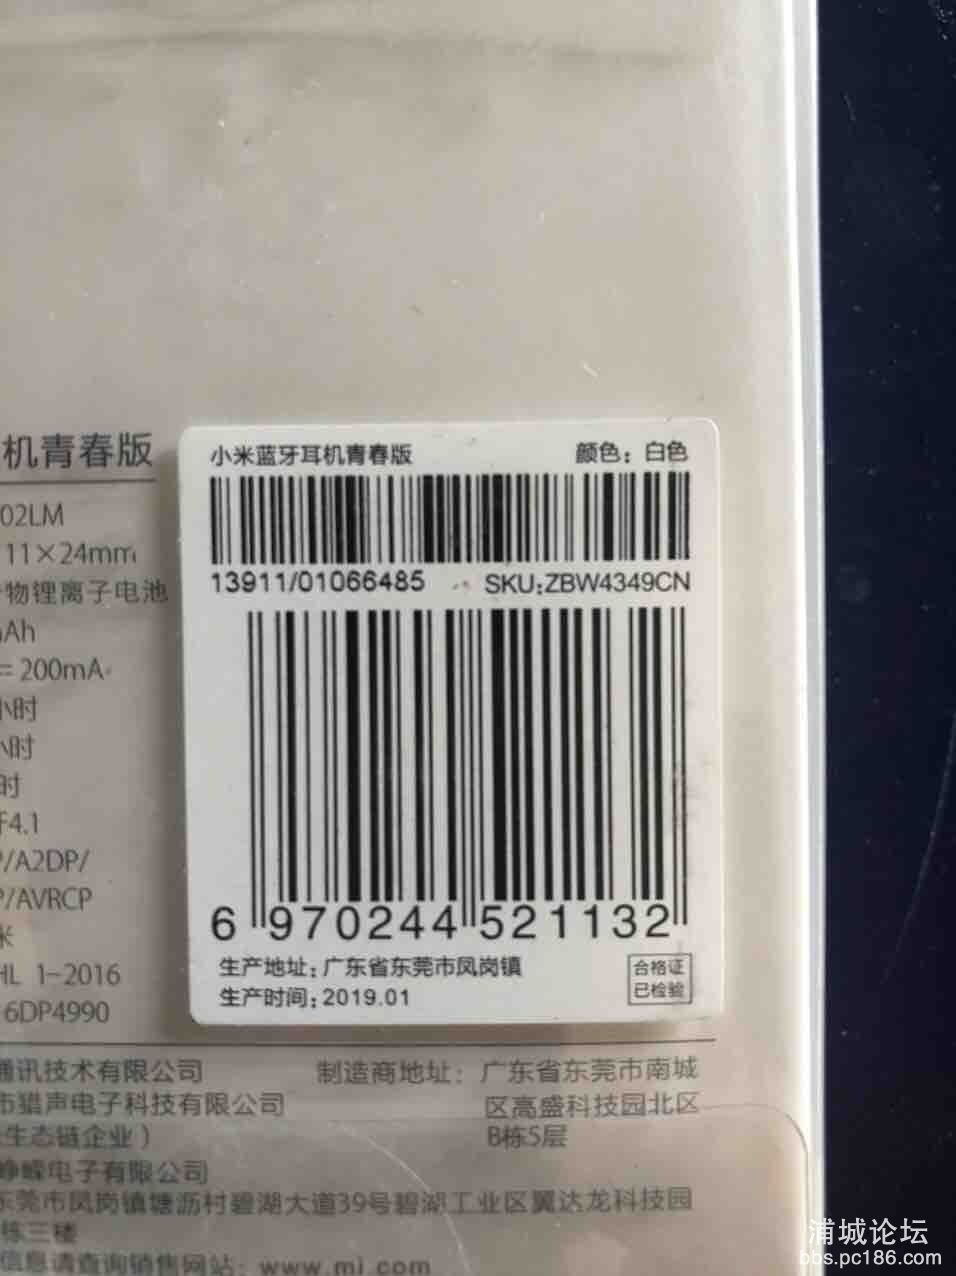 机青春版
02LM
11×24mm
物锂离子电池
mAh
= 200mA
小时
小时
时
牙4.1
P/A2DP/
P/AVRCP
米
HL 1-2016
6DP4990
小米蓝牙耳机青春版 颜色：白色
13911/01066485 SKU:ZBW4349CN
6 970244 521132
生产地址：广东省东莞市凤岗镇
生产时间：2019.01
合格证
已检验
通讯技术有限公司
市猎声电子科技有限公司
生态链企业）
峥嵘电子有限公司
制造商地址：广东省东莞市南城
区高盛科技园北区
B栋5层
东莞市凤岗镇塘沥村碧湖大道39号碧湖工业区翼达龙科技园
栋三楼
信息请查询销售网站：www.mi.com
浦城论坛
bbs.pc186.com